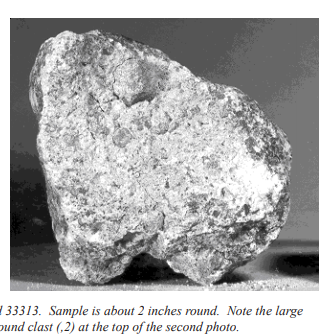 33313. Sample is about 2 inches round. Note the large
ound clast (,2) at the top of the second photo.